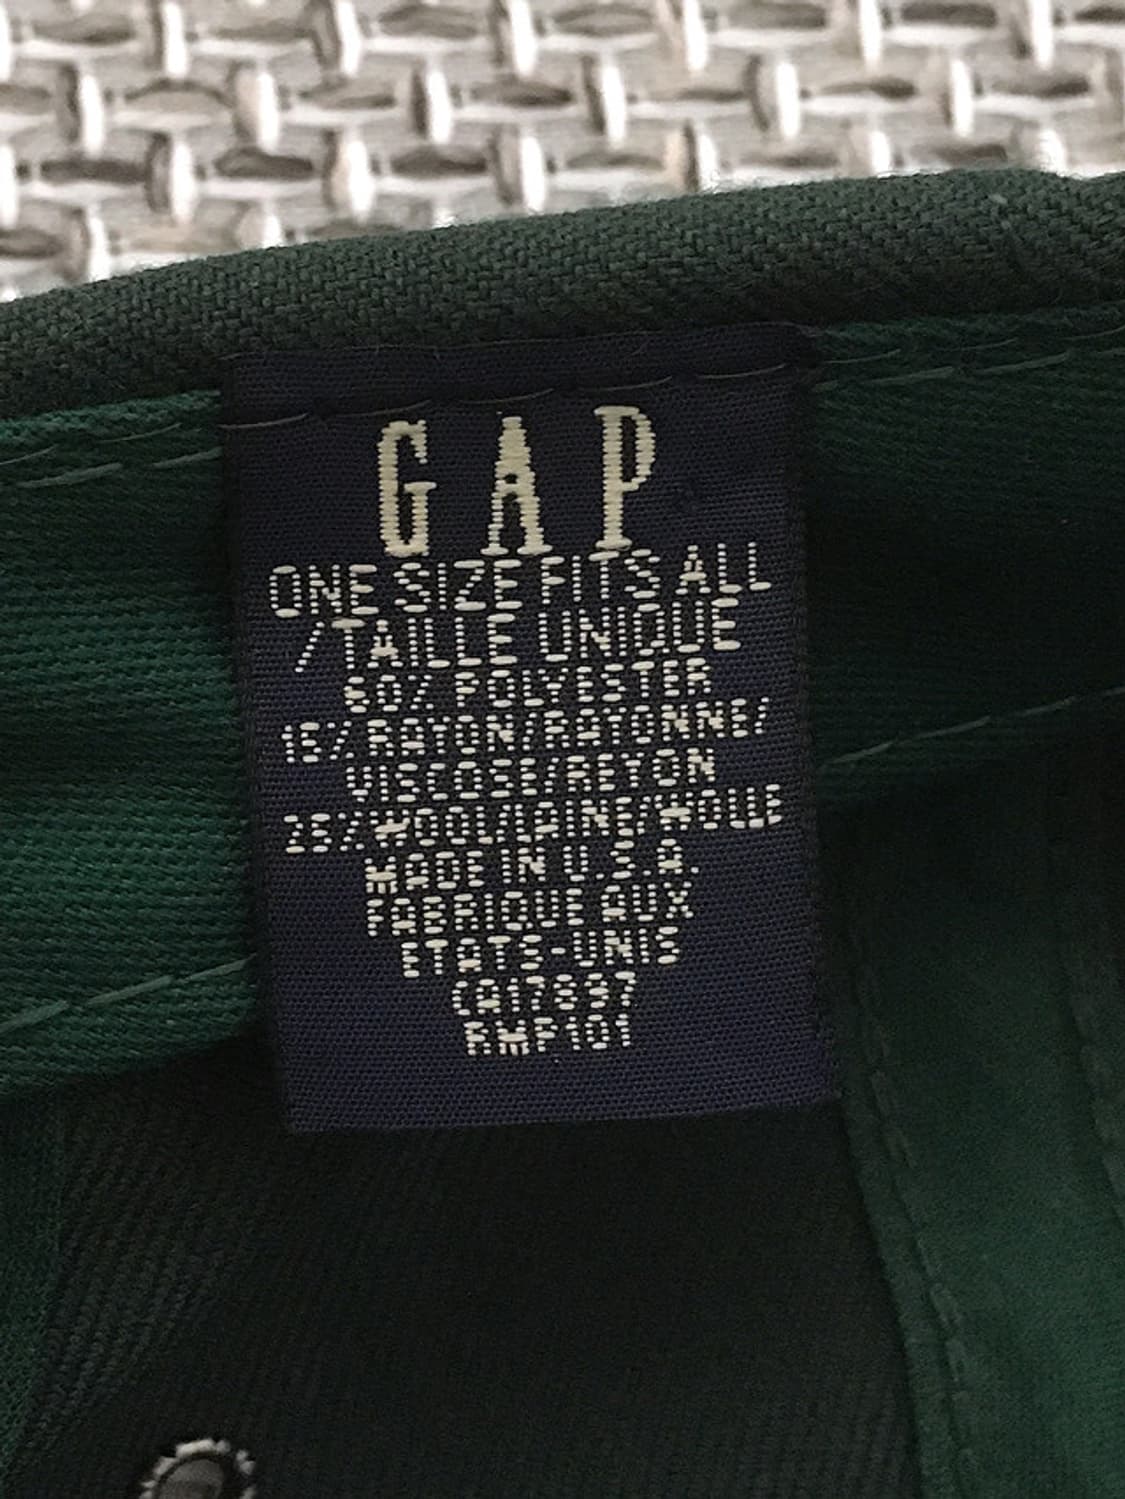 GAP
ONE SIZE FITS ALL
/TAILLE UNIQUE
60% POLYESTER
15% RAYON/RAYONNE/
VISCOSE/REYON
25% WOOL/LAINE/WOLLE
MADE IN U.S.A.
FABRIQUE AUX
ETATS-UNIS
CA17897
RMP101